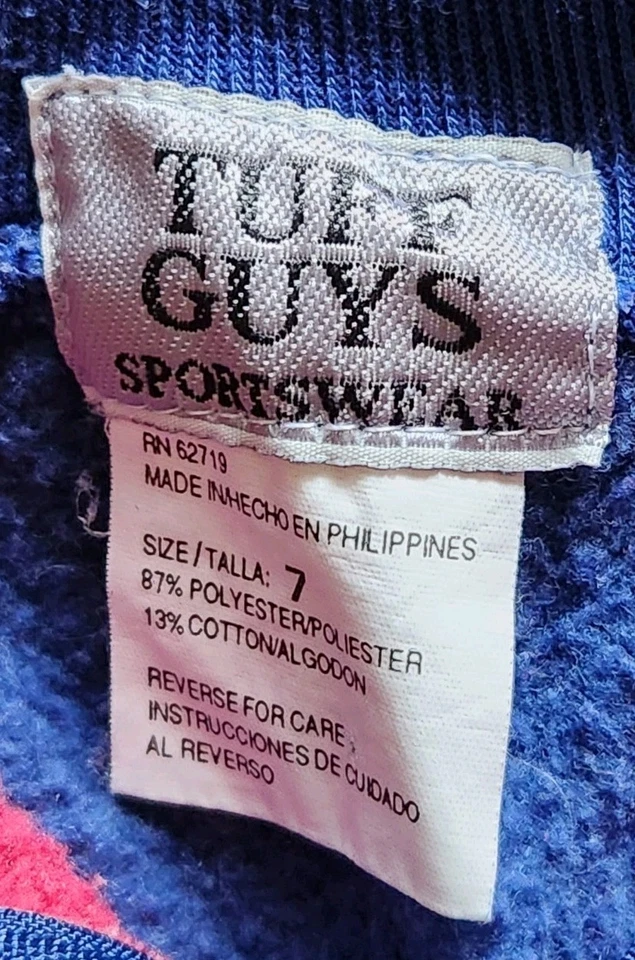 TUFF
GUYS
SPORTSWEAR
RN 62719
MADE IN/HECHO EN PHILIPPINES
SIZE / TALLA: 7
87% POLYESTER/POLIESTER
13% COTTON/ALGODON
REVERSE FOR CARE
INSTRUCCIONES DE CUIDADO
AL REVERSO